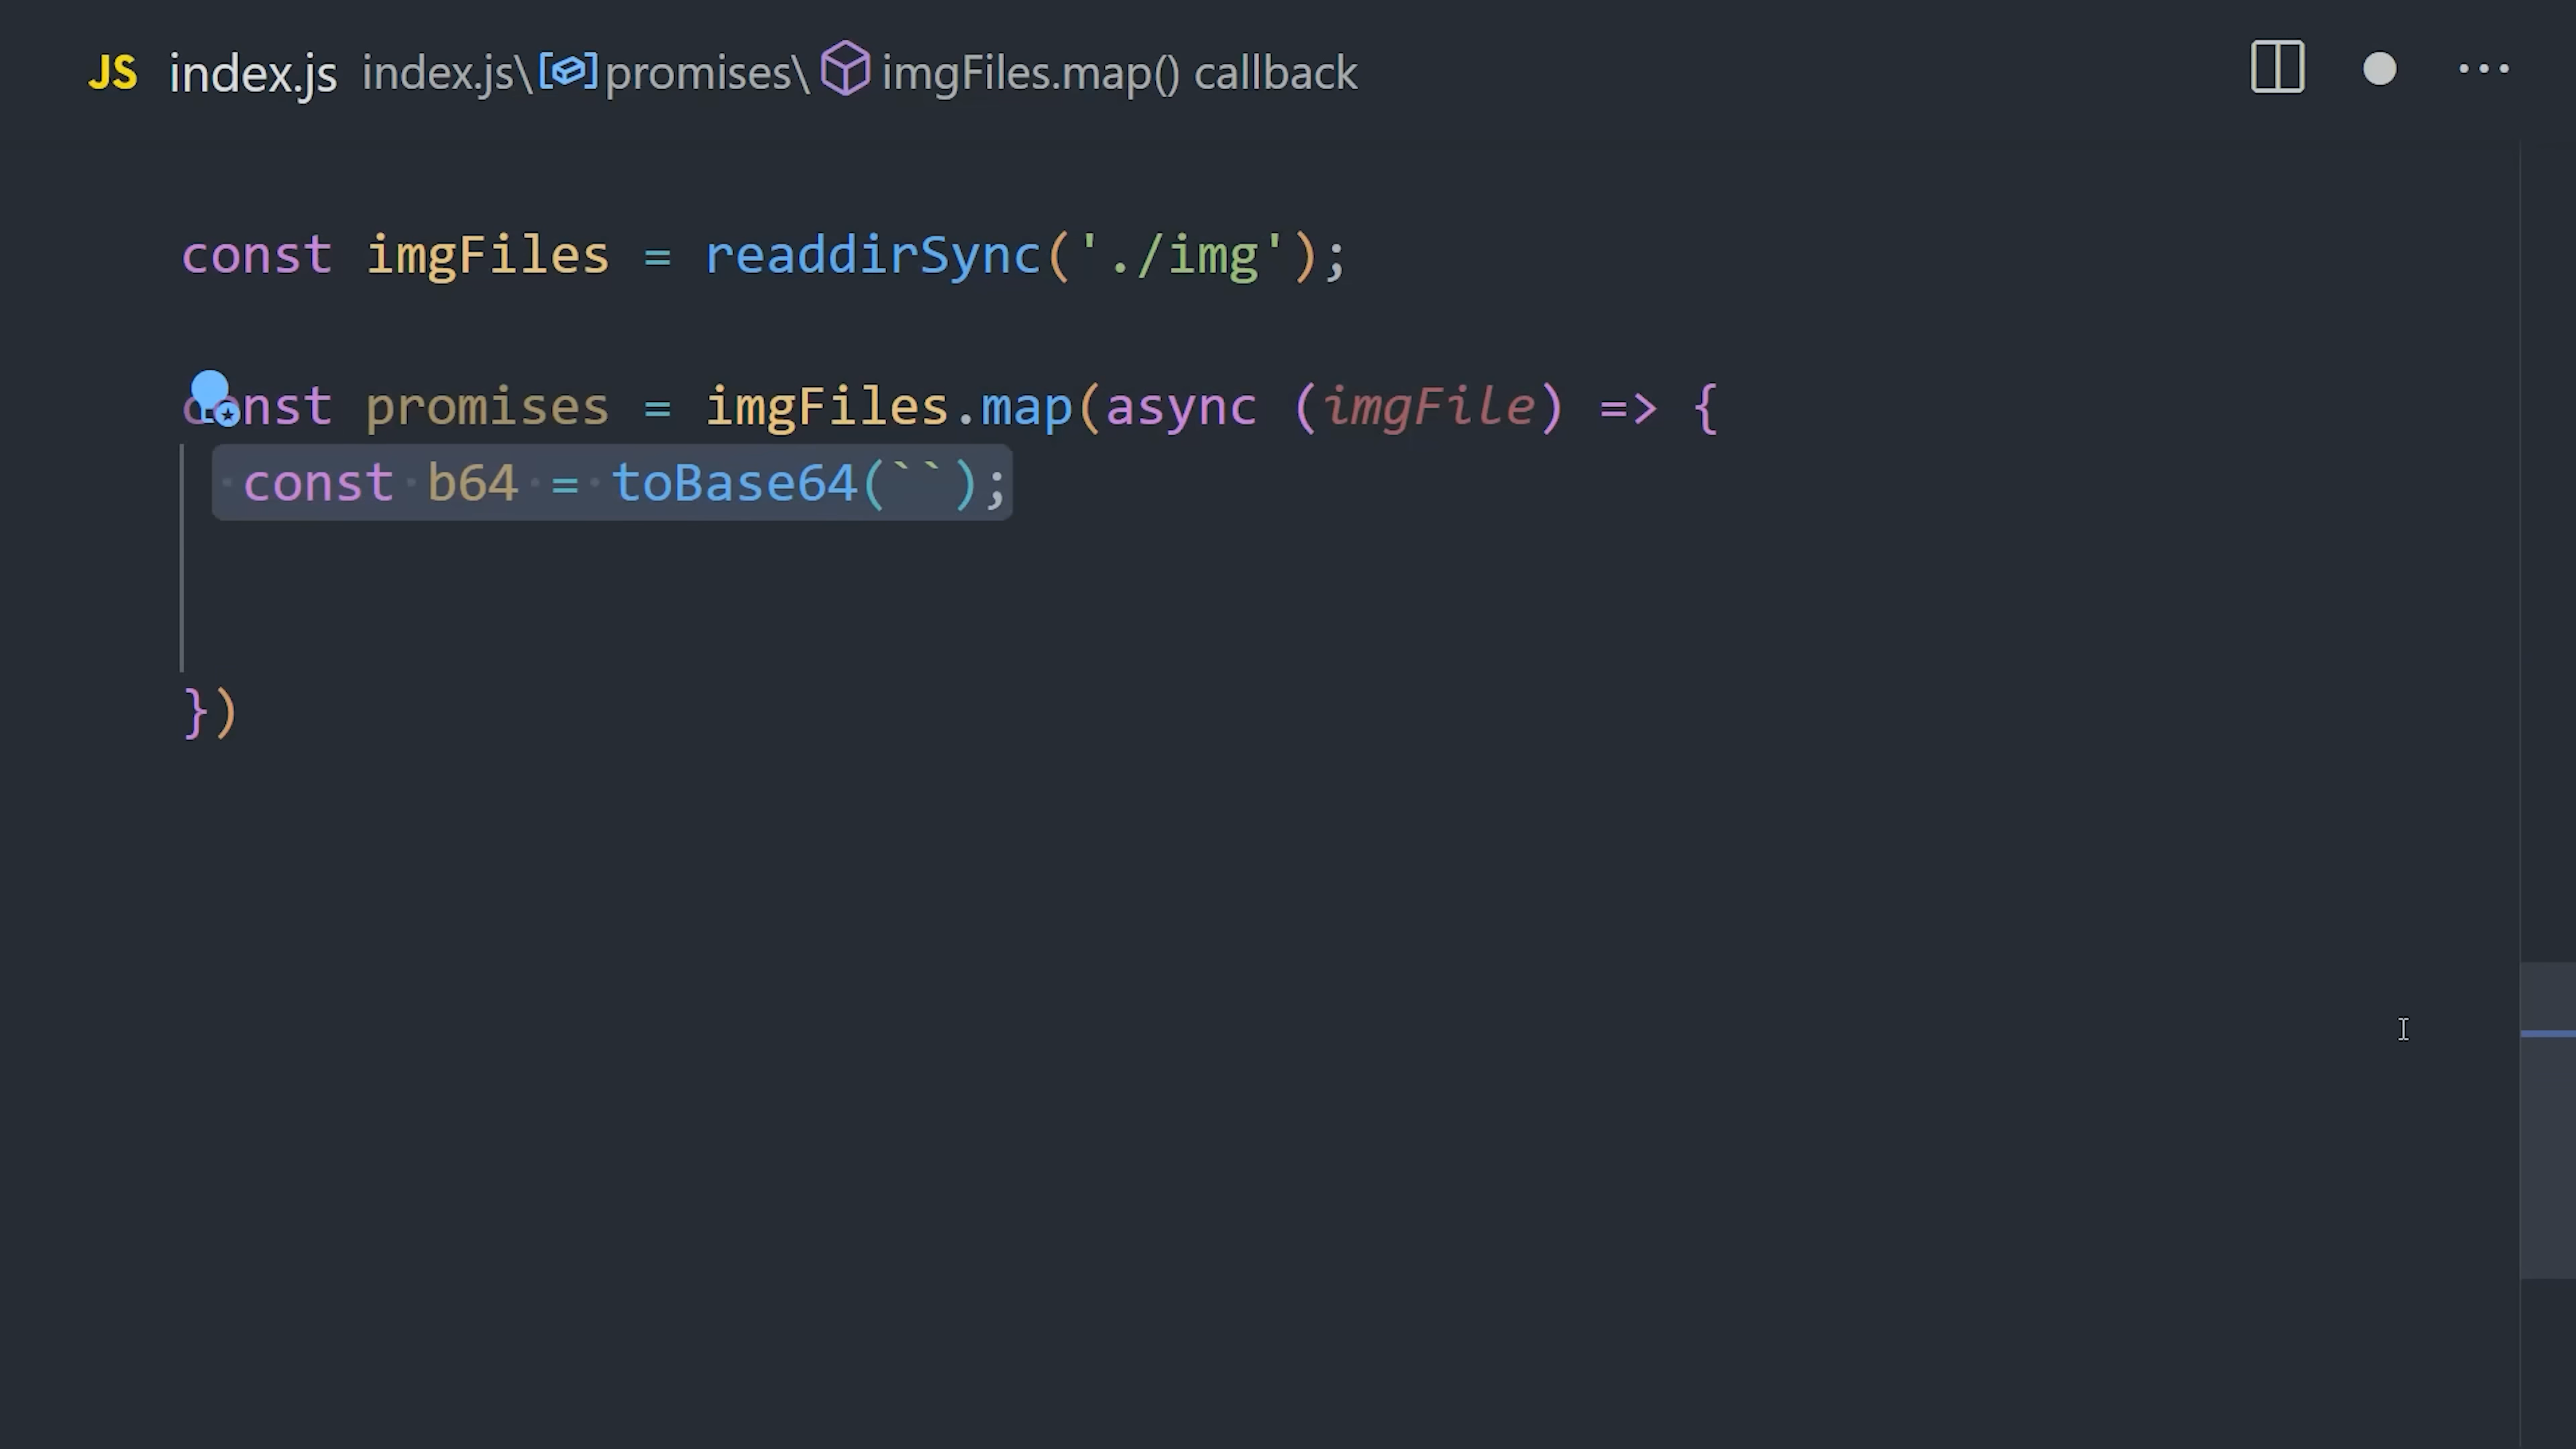 JS index.js index.js\promises\imgFiles.map() callback
const imgFiles = readdirSync('./img');
const promises = imgFiles.map(async (imgFile) => {
const b64 = toBase64(``);
})